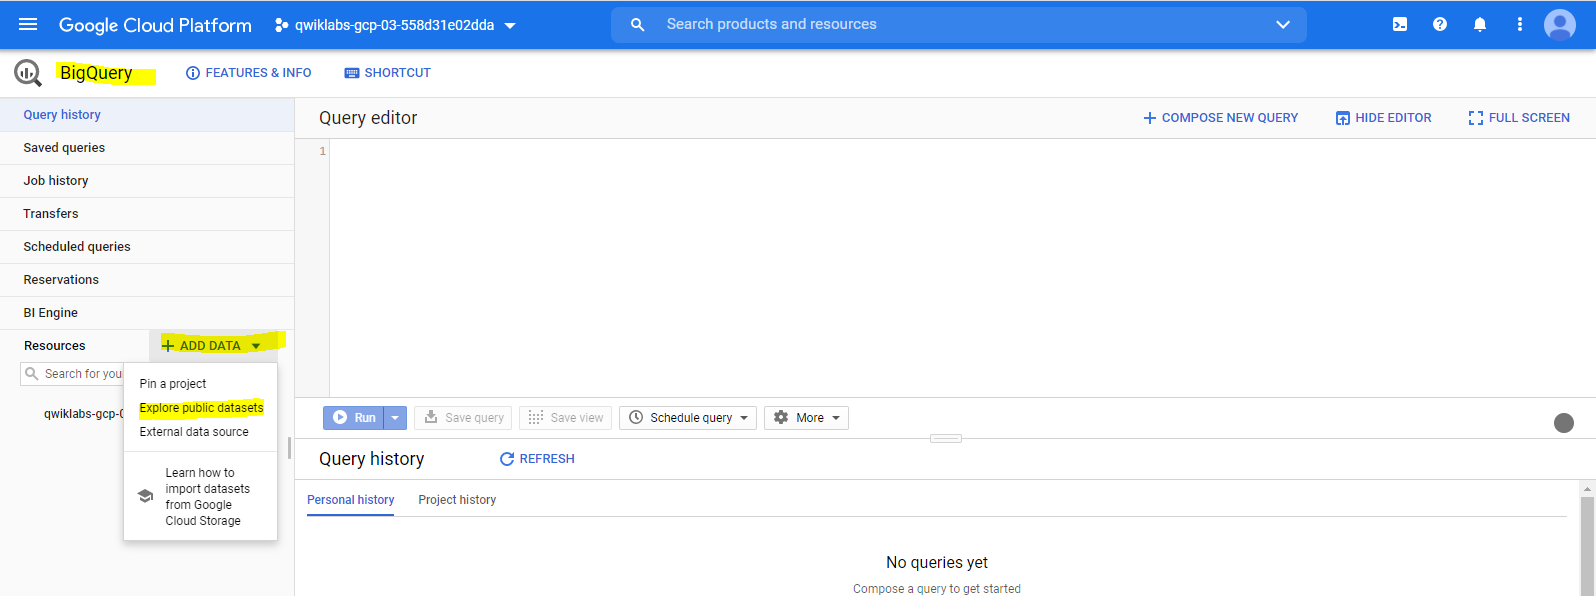 Google Cloud Platform
qwiklabs-gcp-03-558d31e02dda
Search products and resources
BigQuery
FEATURES & INFO
SHORTCUT
Query history
Saved queries
Job history
Transfers
Scheduled queries
Reservations
BI Engine
Resources
ADD DATA
Search for your
qwiklabs-gcp-0
Pin a project
Explore public datasets
External data source
Learn how to
import datasets
from Google
Cloud Storage
Query editor
COMPOSE NEW QUERY
HIDE EDITOR
FULL SCREEN
1
Run
Save query
Save view
Schedule query
More
Query history
REFRESH
Personal history
Project history
No queries yet
Compose a query to get started